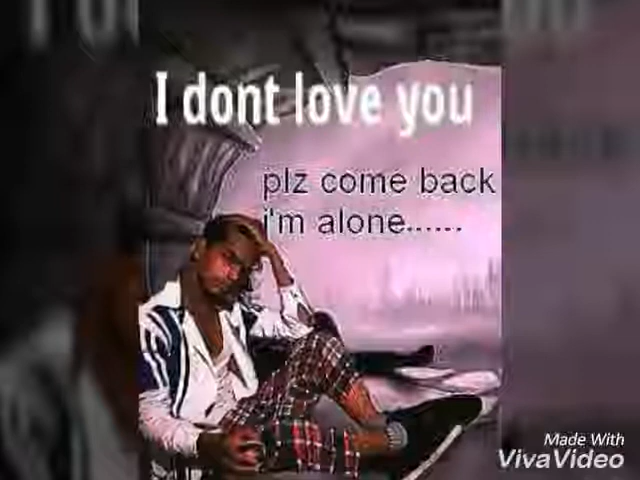 I dont love you
plz come back
i'm alone......
Made With
VivaVideo